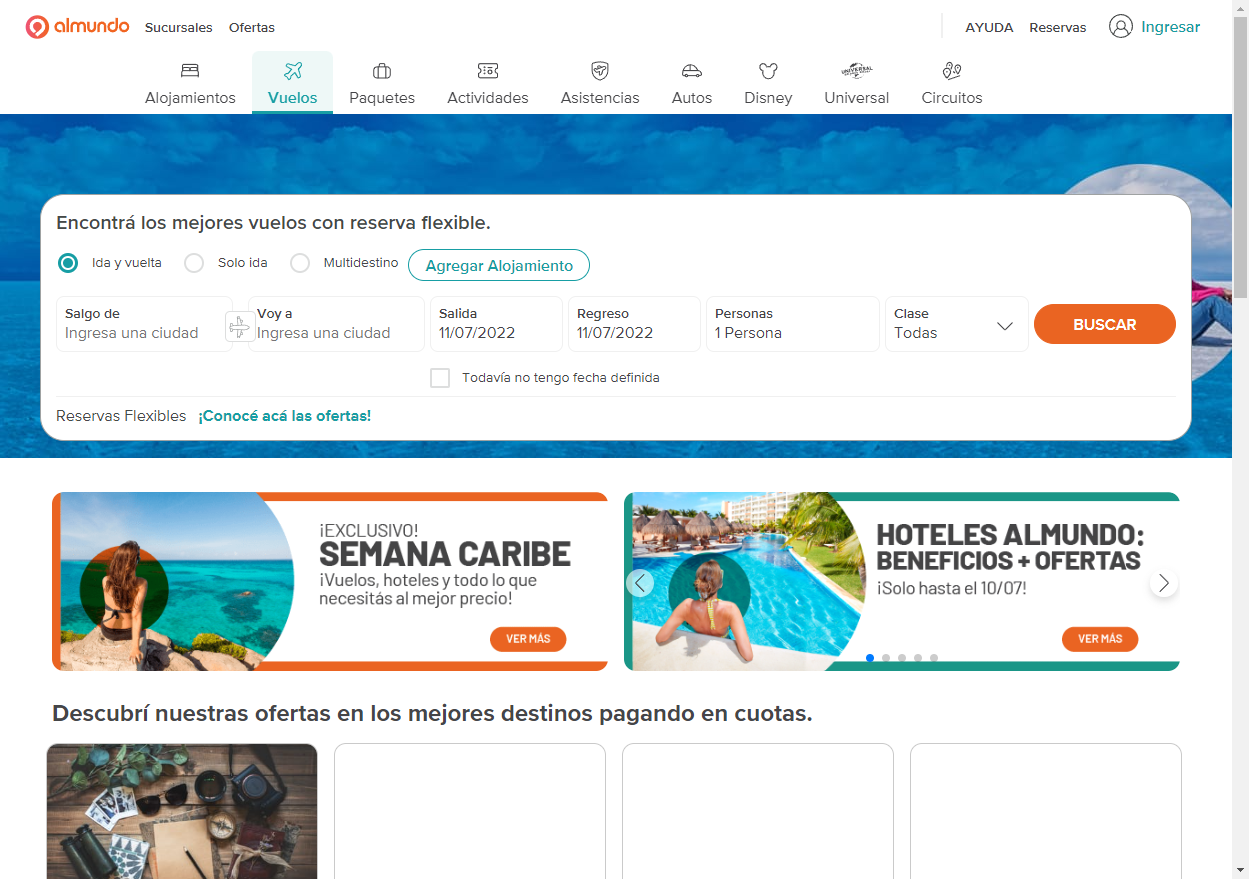 almundo
Sucursales
Ofertas
AYUDA
Reservas
Ingresar
Alojamientos
Vuelos
Paquetes
Actividades
Asistencias
Autos
Disney
UNIVERSAL
Universal
Circuitos
Encontrá los mejores vuelos con reserva flexible.
Ida y vuelta
Solo ida
Multidestino
Agregar Alojamiento
Salgo de
Ingresa una ciudad
Voy a
Ingresa una ciudad
Salida
11/07/2022
Regreso
11/07/2022
Personas
1 Persona
Clase
Todas
BUSCAR
Todavía no tengo fecha definida
Reservas Flexibles
¡Conocé acá las ofertas!
¡EXCLUSIVO!
SEMANA CARIBE
¡Vuelos, hoteles y todo lo que
necesitás al mejor precio!
VER MÁS
HOTELES ALMUNDO:
BENEFICIOS + OFERTAS
¡Solo hasta el 10/07!
VER MÁS
Descubrí nuestras ofertas en los mejores destinos pagando en cuotas.